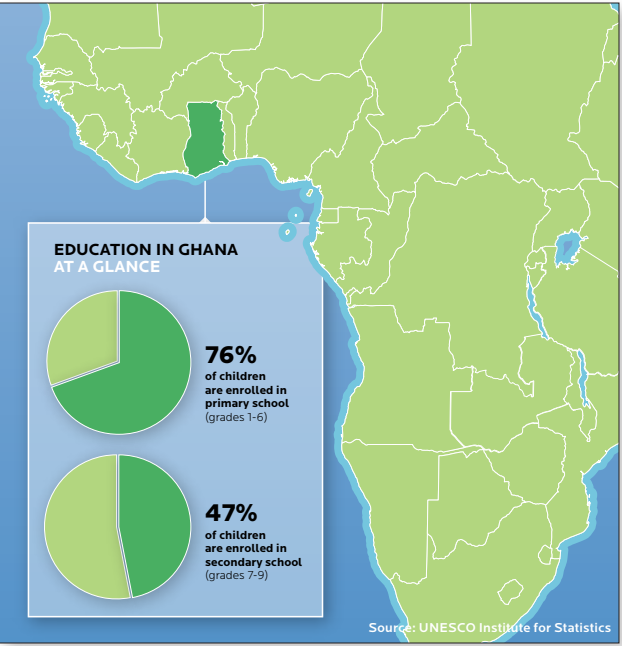 EDUCATION IN GHANA
AT A GLANCE
76%
of children
are enrolled in
primary school
(grades 1-6)
47%
of children
are enrolled in
secondary school
(grades 7-9)
Source: UNESCO Institute for Statistics